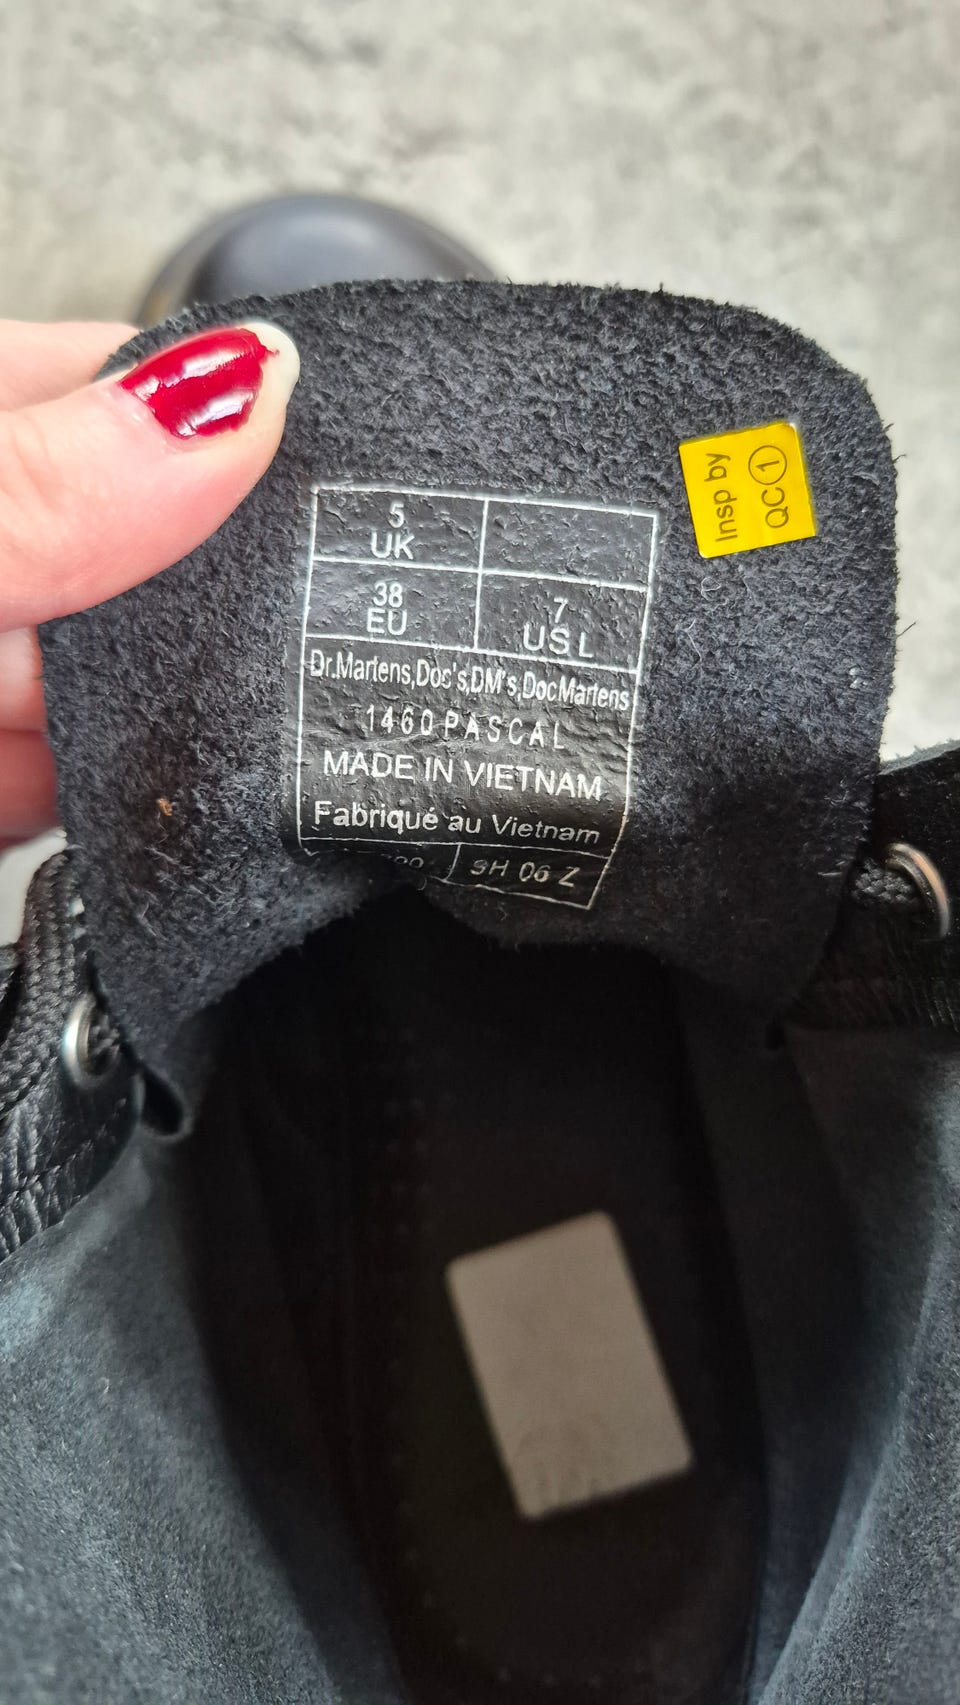 5
UK
38
EU
7
US L
Dr.Martens,Doc's,DM's,DocMartens
1460 PASCAL
MADE IN VIETNAM
Fabriqué au Vietnam
SH 06 Z
Insp by
QC 1